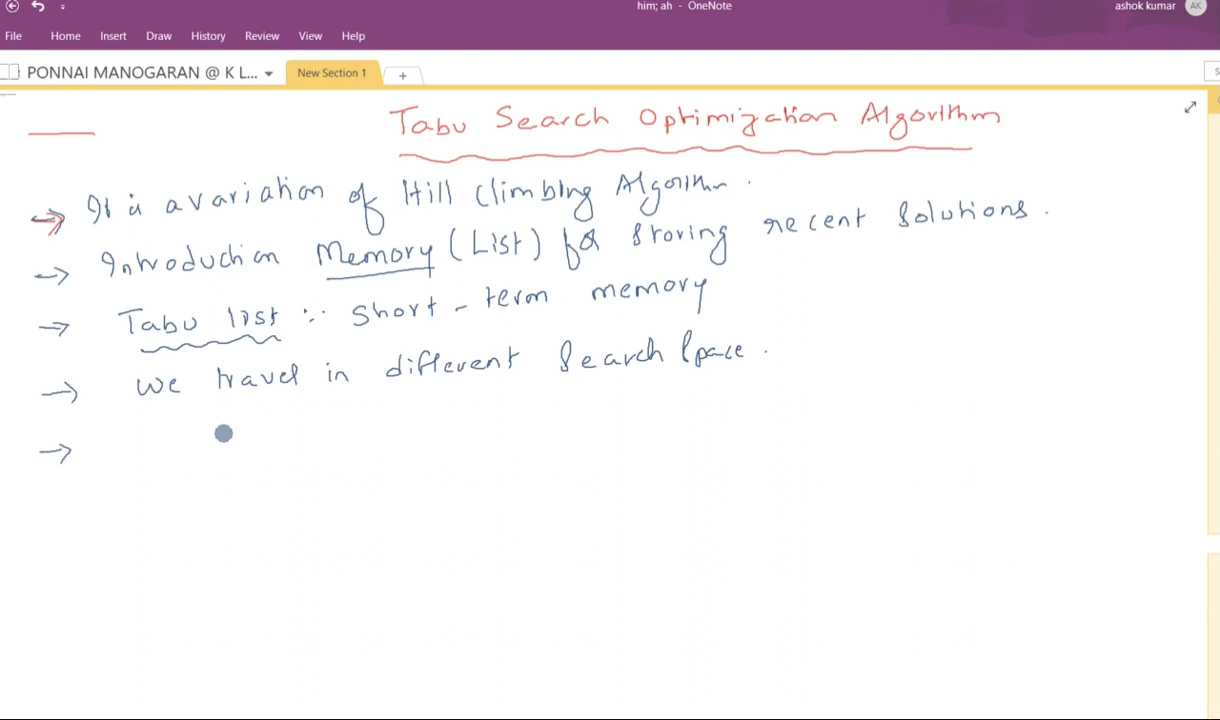 him; ah - OneNote
ashok kumar AK
File Home Insert Draw History Review View Help
PONNAI MANOGARAN @ K L... New Section 1 +
Tabu Search Optimization Algorithm
→ It is a variation of Hill Climbing Algorithm.
→ Introduction Memory (List) for storing recent Solutions.
→ Tabu list :- Short-term memory
→ we travel in different Search Space.
→